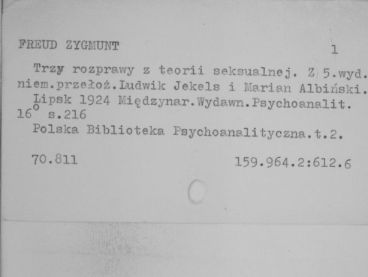 FREUD ZYGMUNT 1
Trzy rozprawy z teorii seksualnej. Z 5.wyd.
niem.przełoż.Ludwik Jekels i Marian Albiński.
Lipsk 1924 Międzynar.Wydawn.Psychoanalit.
16° s.216
Polska Biblioteka Psychoanalityczna.t.2.
70.811 159.964.2:612.6